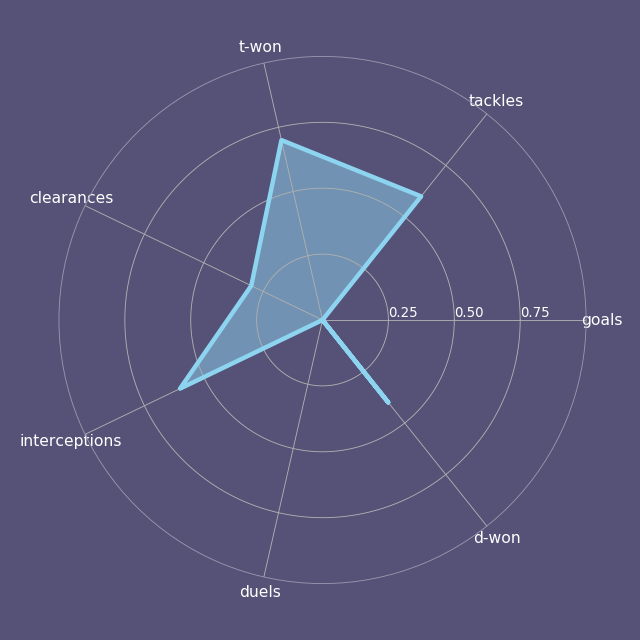 t-won
tackles
clearances
0.25 0.50 0.75
goals
interceptions
d-won
duels